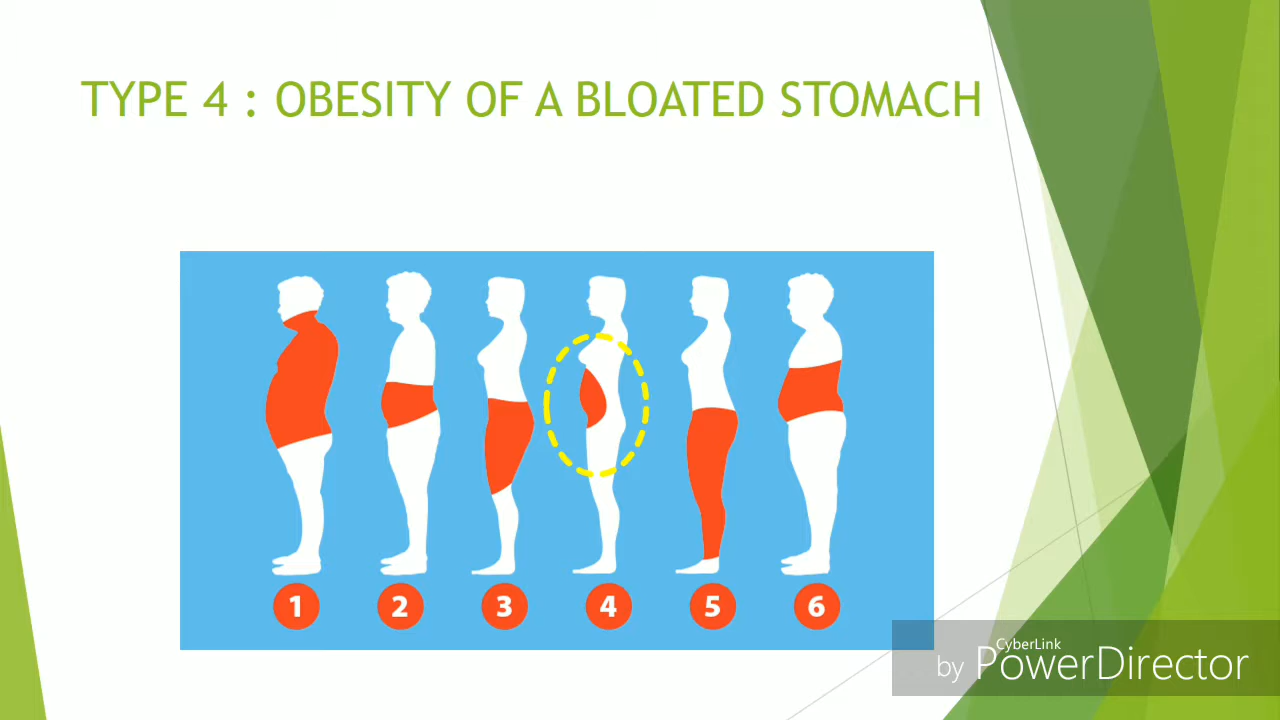 TYPE 4 : OBESITY OF A BLOATED STOMACH
1 2 3 4 5 6
CyberLink
by PowerDirector